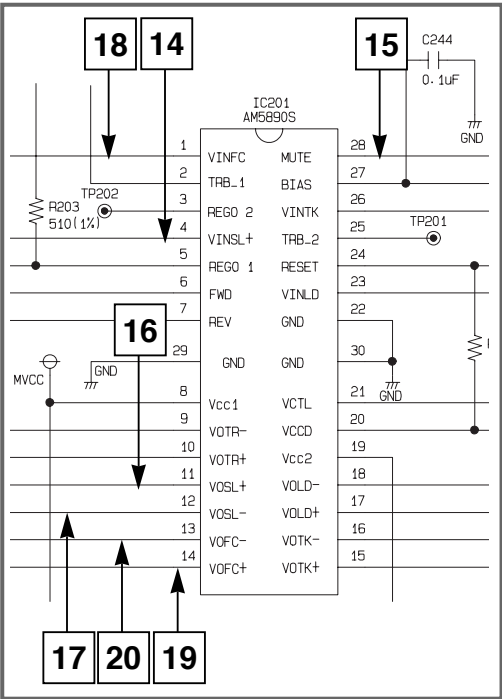 18 14 15
C244
0.1uF
GND
IC201
AM5890S
1 VINFC MUTE 28
2 TRB_1 BIAS 27
TP202
3 REGO 2 VINTK 26
R203
510(1%)
4 VINSL+ TRB_2 25
TP201
5 REGO 1 RESET 24
6 FWD VINLD 23
7 REV GND 22
16
29 GND GND 30
GND
MVCC
GND
8 Vcc1 VCTL 21
9 VOTR- VCCD 20
10 VOTR+ Vcc2 19
11 VOSL+ VOLD- 18
12 VOSL- VOLD+ 17
13 VOFC- VOTK- 16
14 VOFC+ VOTK+ 15
17 20 19